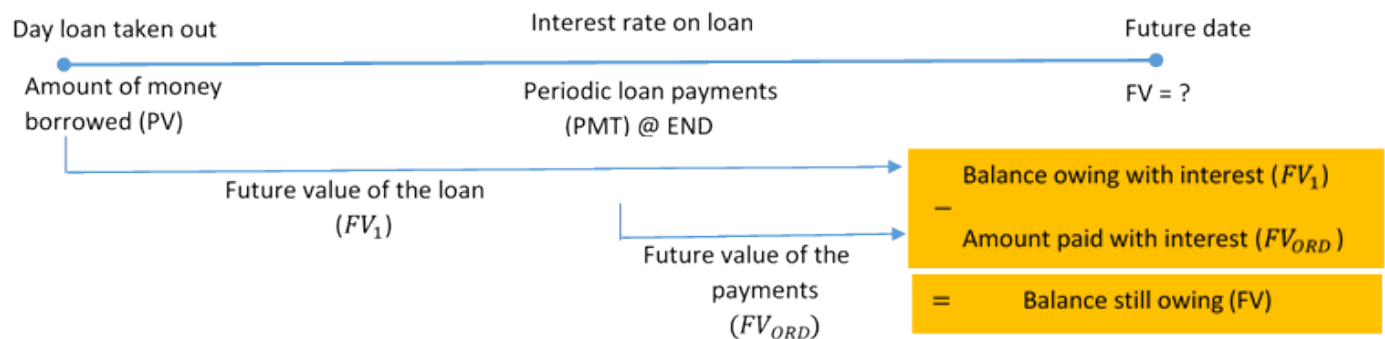 Day loan taken out
Interest rate on loan
Future date
Amount of money
borrowed (PV)
Periodic loan payments
(PMT) @ END
FV = ?
Future value of the loan
(𝐹𝑉₁)
Future value of the
payments
(𝐹𝑉_𝑂𝑅𝐷)
Balance owing with interest (𝐹𝑉₁)
−
Amount paid with interest (𝐹𝑉_𝑂𝑅𝐷 )
= Balance still owing (FV)